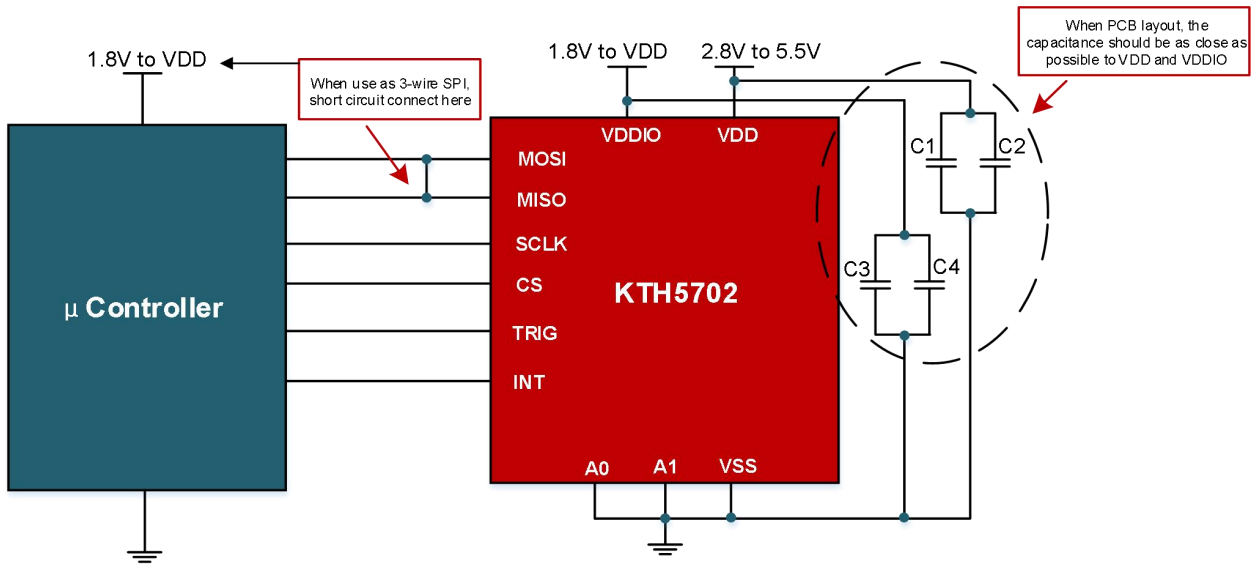 When PCB layout, the
capacitance should be as close as
possible to VDD and VDDIO
1.8V to VDD
1.8V to VDD
2.8V to 5.5V
When use as 3-wire SPI,
short circuit connect here
VDDIO
VDD
MOSI
MISO
SCLK
CS
TRIG
INT
C1
C2
C3
C4
μ Controller
KTH5702
A0
A1
VSS